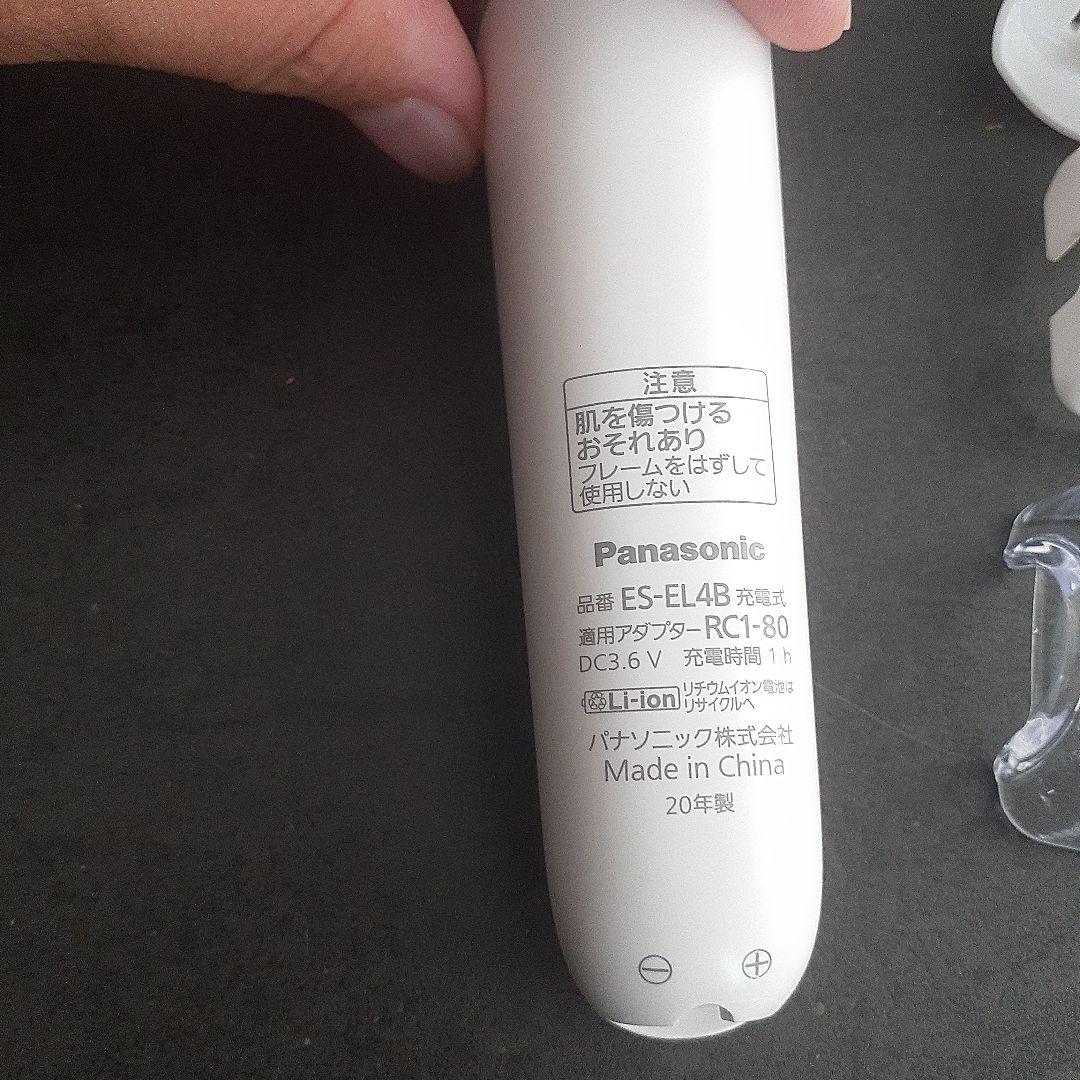 注意
肌を傷つける
おそれあり
フレームをはずして
使用しない
Panasonic
品番 ES-EL4B 充電式
適用アダプター RC1-80
DC3.6 V 充電時間 1 h
Li-ion リチウムイオン電池は
リサイクルへ
パナソニック株式会社
Made in China
20年製
⊖ ⊕